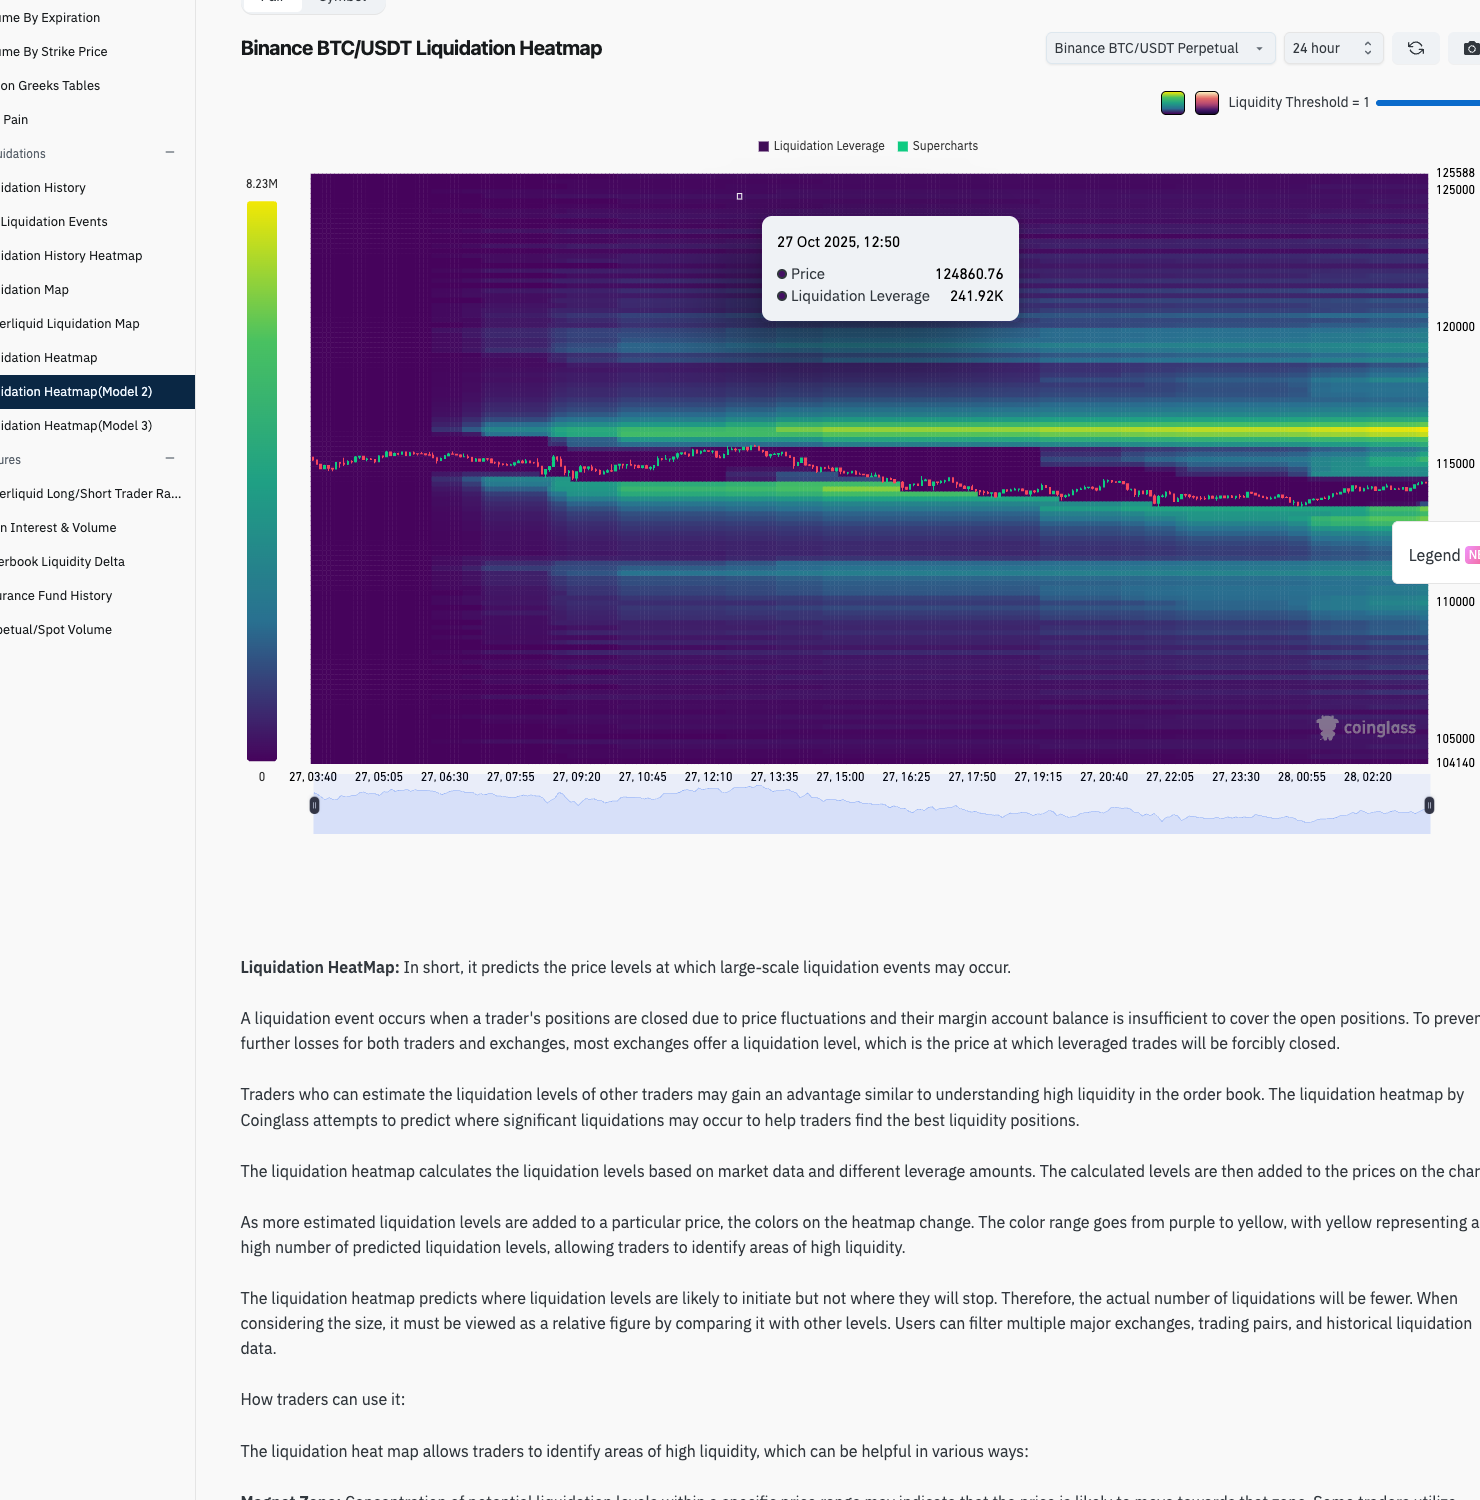 ume By Expiration
ume By Strike Price
on Greeks Tables
Pain
uidations
idation History
Liquidation Events
idation History Heatmap
idation Map
erliquid Liquidation Map
idation Heatmap
idation Heatmap(Model 2)
idation Heatmap(Model 3)
ures
erliquid Long/Short Trader Ra...
n Interest & Volume
erbook Liquidity Delta
urance Fund History
petual/Spot Volume
Binance BTC/USDT Liquidation Heatmap
Binance BTC/USDT Perpetual
24 hour
Liquidity Threshold = 1
Liquidation Leverage
Supercharts
8.23M
0
27 Oct 2025, 12:50
Price 124860.76
Liquidation Leverage 241.92K
125588
125000
120000
115000
110000
105000
104140
Legend NE
coinglass
27, 03:40 27, 05:05 27, 06:30 27, 07:55 27, 09:20 27, 10:45 27, 12:10 27, 13:35 27, 15:00 27, 16:25 27, 17:50 27, 19:15 27, 20:40 27, 22:05 27, 23:30 28, 00:55 28, 02:20
Liquidation HeatMap: In short, it predicts the price levels at which large-scale liquidation events may occur.
A liquidation event occurs when a trader's positions are closed due to price fluctuations and their margin account balance is insufficient to cover the open positions. To preven
further losses for both traders and exchanges, most exchanges offer a liquidation level, which is the price at which leveraged trades will be forcibly closed.
Traders who can estimate the liquidation levels of other traders may gain an advantage similar to understanding high liquidity in the order book. The liquidation heatmap by
Coinglass attempts to predict where significant liquidations may occur to help traders find the best liquidity positions.
The liquidation heatmap calculates the liquidation levels based on market data and different leverage amounts. The calculated levels are then added to the prices on the char
As more estimated liquidation levels are added to a particular price, the colors on the heatmap change. The color range goes from purple to yellow, with yellow representing a
high number of predicted liquidation levels, allowing traders to identify areas of high liquidity.
The liquidation heatmap predicts where liquidation levels are likely to initiate but not where they will stop. Therefore, the actual number of liquidations will be fewer. When
considering the size, it must be viewed as a relative figure by comparing it with other levels. Users can filter multiple major exchanges, trading pairs, and historical liquidation
data.
How traders can use it:
The liquidation heat map allows traders to identify areas of high liquidity, which can be helpful in various ways: